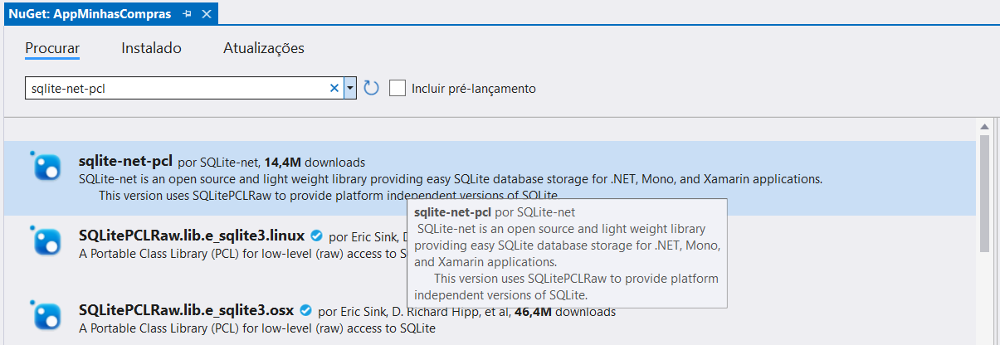 NuGet: AppMinhasCompras
Procurar Instalado Atualizações
sqlite-net-pcl Incluir pré-lançamento
sqlite-net-pcl por SQLite-net, 14,4M downloads
SQLite-net is an open source and light weight library providing easy SQLite database storage for .NET, Mono, and Xamarin applications.
This version uses SQLitePCLRaw to provide platform independent versions of SQLite.
sqlite-net-pcl por SQLite-net
SQLite-net is an open source and light weight library
providing easy SQLite database storage for .NET, Mono,
and Xamarin applications.
This version uses SQLitePCLRaw to provide platform
independent versions of SQLite.
SQLitePCLRaw.lib.e_sqlite3.linux por Eric Sink,
A Portable Class Library (PCL) for low-level (raw) access to
SQLitePCLRaw.lib.e_sqlite3.osx por Eric Sink, D. Richard Hipp, et al, 46,4M downloads
A Portable Class Library (PCL) for low-level (raw) access to SQLite